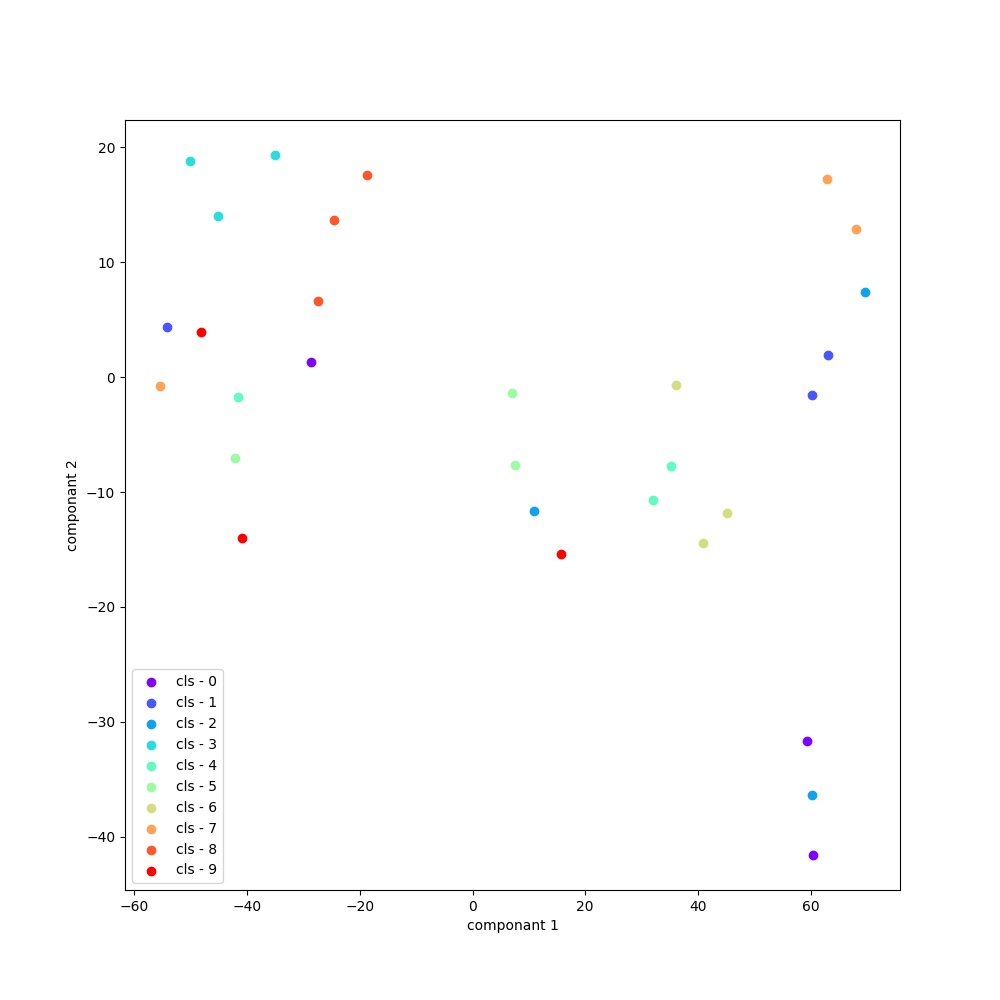 20
10
0
−10
−20
−30
−40
componant 2
cls - 0
cls - 1
cls - 2
cls - 3
cls - 4
cls - 5
cls - 6
cls - 7
cls - 8
cls - 9
−60 −40 −20 0 20 40 60
componant 1